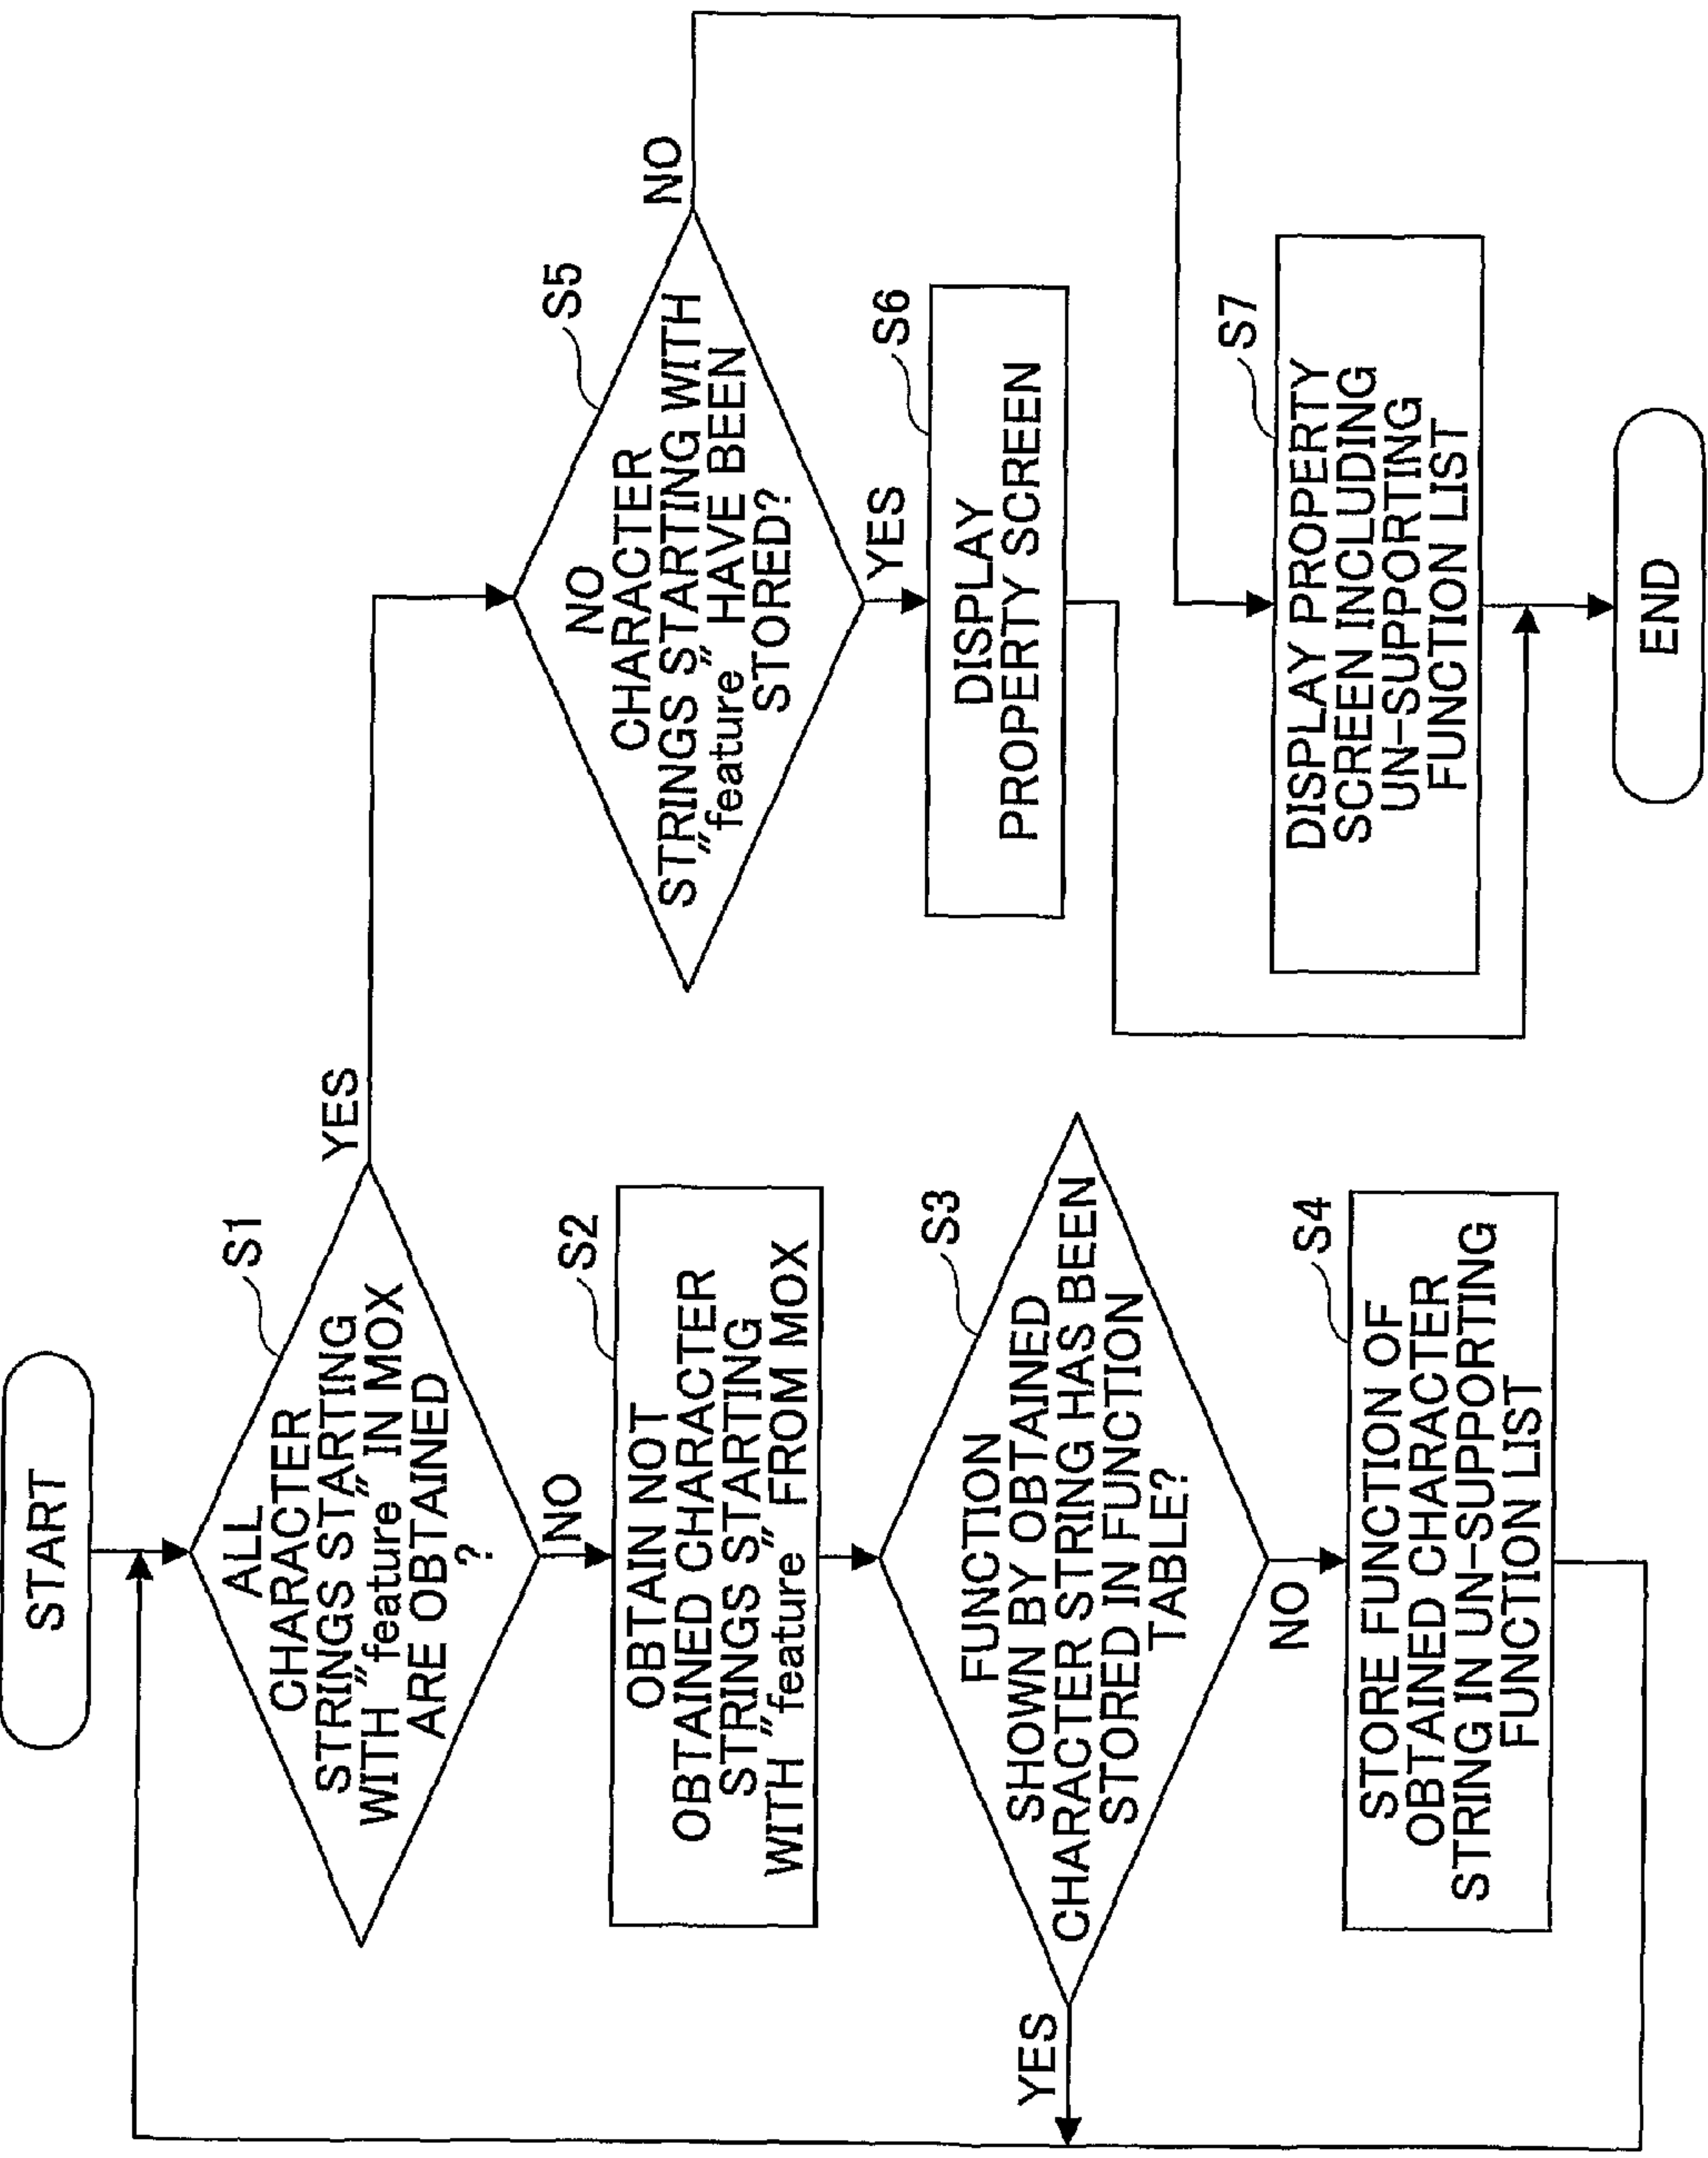 START
S1
ALL
CHARACTER
STRINGS STARTING
WITH "feature" IN MOX
ARE OBTAINED
?
YES
NO
S2
OBTAIN NOT
OBTAINED CHARACTER
STRINGS STARTING
WITH "feature" FROM MOX
S3
FUNCTION
SHOWN BY OBTAINED
CHARACTER STRING HAS BEEN
STORED IN FUNCTION
TABLE?
YES
NO
S4
STORE FUNCTION OF
OBTAINED CHARACTER
STRING IN UN-SUPPORTING
FUNCTION LIST
S5
NO
CHARACTER
STRINGS STARTING WITH
"feature" HAVE BEEN
STORED?
NO
YES
S6
DISPLAY
PROPERTY SCREEN
S7
DISPLAY PROPERTY
SCREEN INCLUDING
UN-SUPPORTING
FUNCTION LIST
END